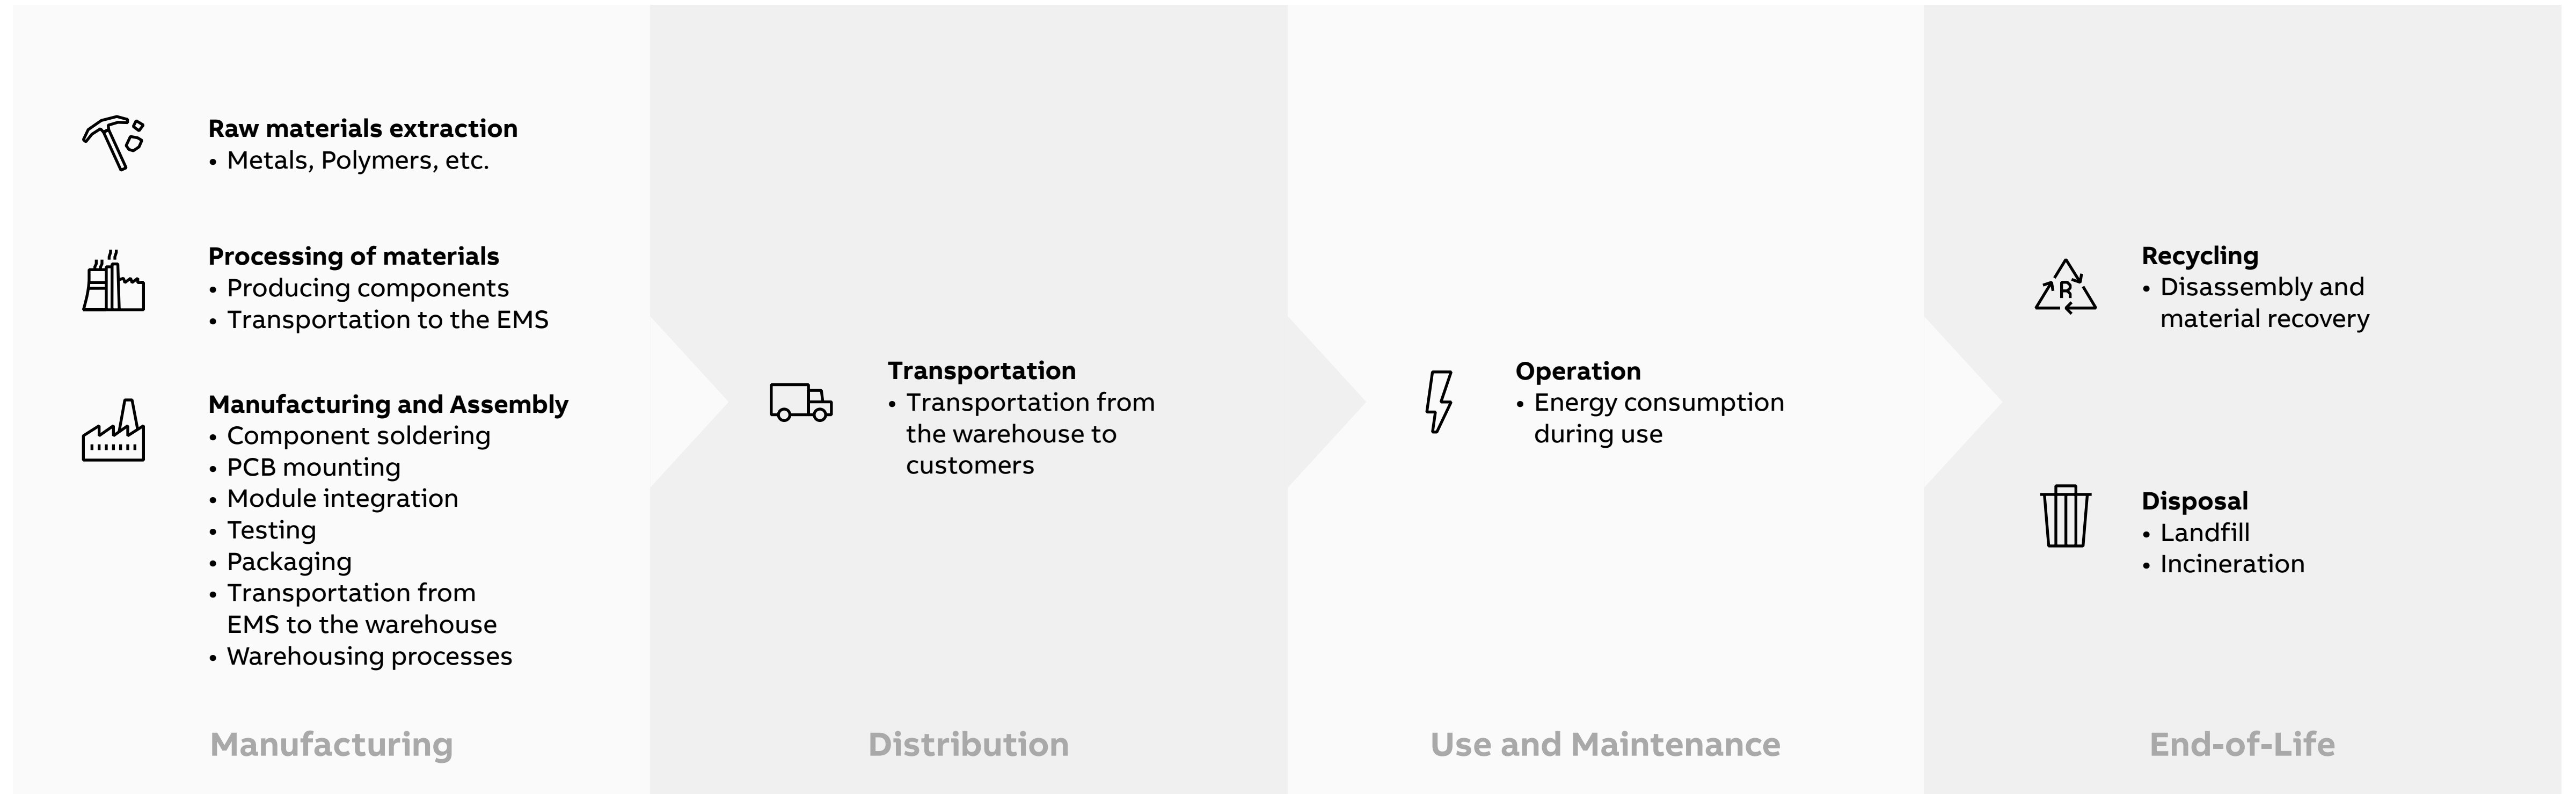 Raw materials extraction
• Metals, Polymers, etc.
Processing of materials
• Producing components
• Transportation to the EMS
Manufacturing and Assembly
• Component soldering
• PCB mounting
• Module integration
• Testing
• Packaging
• Transportation from
EMS to the warehouse
• Warehousing processes
Manufacturing
Transportation
• Transportation from
the warehouse to
customers
Distribution
Operation
• Energy consumption
during use
Use and Maintenance
R
Recycling
• Disassembly and
material recovery
Disposal
• Landfill
• Incineration
End-of-Life